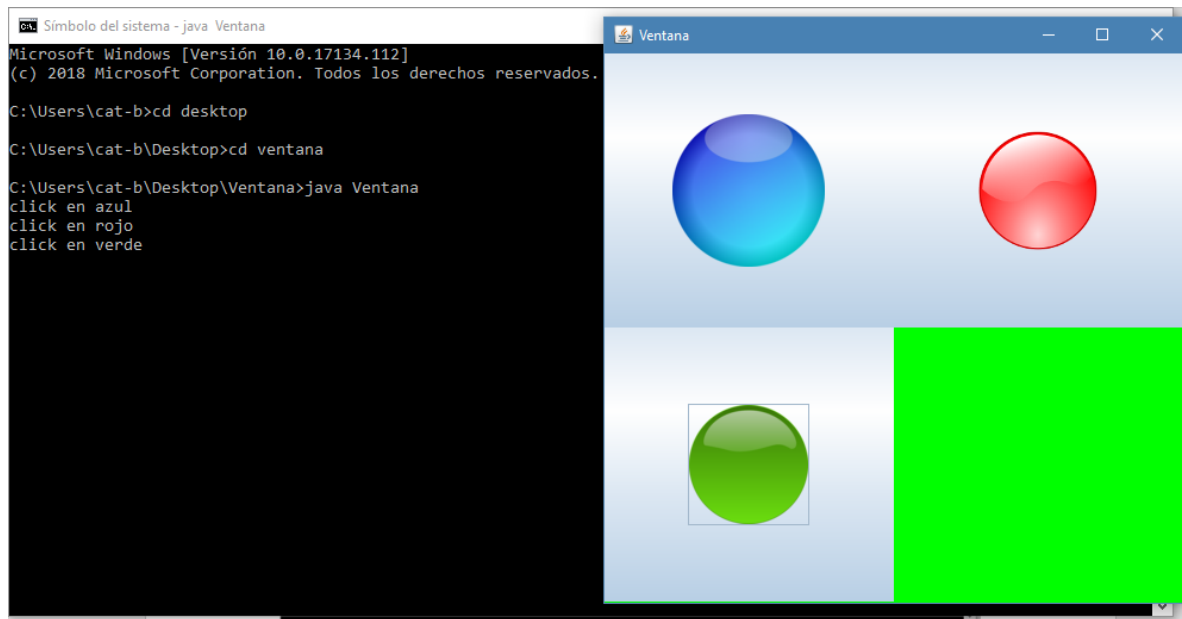 Símbolo del sistema - java Ventana
Microsoft Windows [Versión 10.0.17134.112]
(c) 2018 Microsoft Corporation. Todos los derechos reservados.
C:\Users\cat-b>cd desktop
C:\Users\cat-b\Desktop>cd ventana
C:\Users\cat-b\Desktop\Ventana>java Ventana
click en azul
click en rojo
click en verde
Ventana